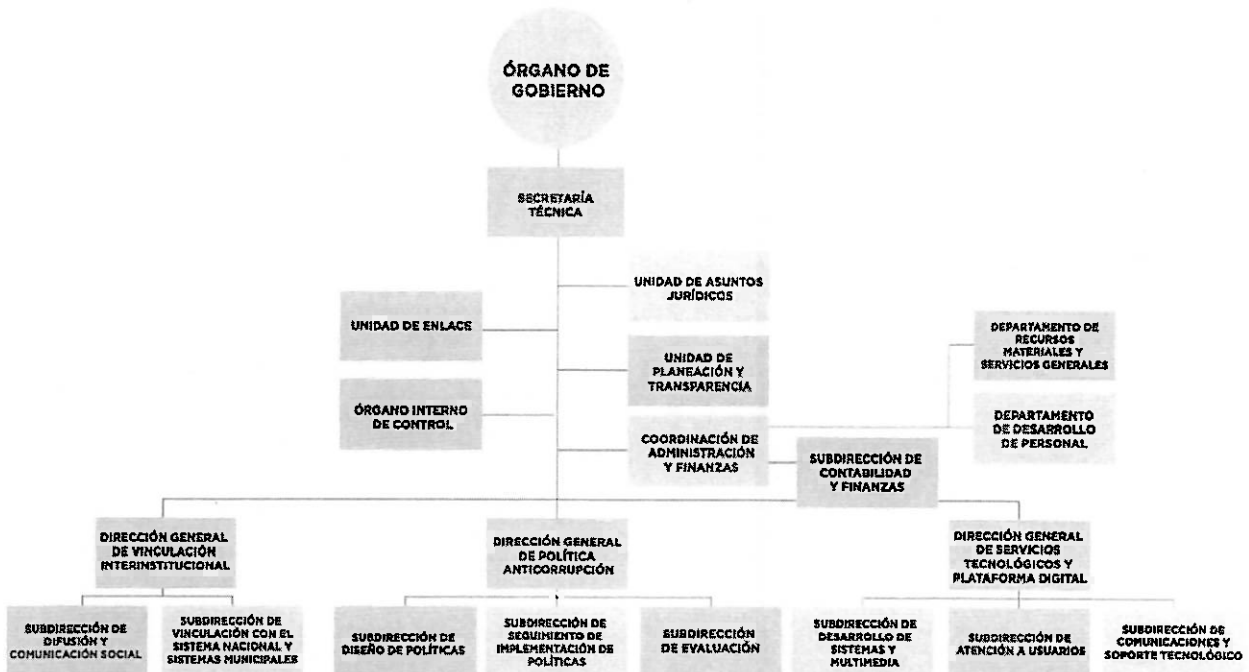 ÓRGANO DE
GOBIERNO
SECRETARÍA
TÉCNICA
UNIDAD DE ASUNTOS
JURÍDICOS
UNIDAD DE ENLACE
UNIDAD DE
PLANEACIÓN Y
TRANSPARENCIA
DEPARTAMENTO DE
RECURSOS
MATERIALES Y
SERVICIOS GENERALES
ÓRGANO INTERNO
DE CONTROL
COORDINACIÓN DE
ADMINISTRACIÓN
Y FINANZAS
DEPARTAMENTO
DE DESARROLLO
DE PERSONAL
SUBDIRECCIÓN DE
CONTABILIDAD
Y FINANZAS
DIRECCIÓN GENERAL
DE VINCULACIÓN
INTERINSTITUCIONAL
DIRECCIÓN GENERAL
DE POLÍTICA
ANTICORRUPCIÓN
DIRECCIÓN GENERAL
DE SERVICIOS
TECNOLÓGICOS Y
PLATAFORMA DIGITAL
SUBDIRECCIÓN DE
DIFUSIÓN Y
COMUNICACIÓN SOCIAL
SUBDIRECCIÓN DE
VINCULACIÓN CON EL
SISTEMA NACIONAL Y
SISTEMAS MUNICIPALES
SUBDIRECCIÓN DE
DISEÑO DE POLÍTICAS
SUBDIRECCIÓN DE
SEGUIMIENTO DE
IMPLEMENTACIÓN DE
POLÍTICAS
SUBDIRECCIÓN
DE EVALUACIÓN
SUBDIRECCIÓN DE
DESARROLLO DE
SISTEMAS Y
MULTIMEDIA
SUBDIRECCIÓN DE
ATENCIÓN A USUARIOS
SUBDIRECCIÓN DE
COMUNICACIONES Y
SOPORTE TECNOLÓGICO